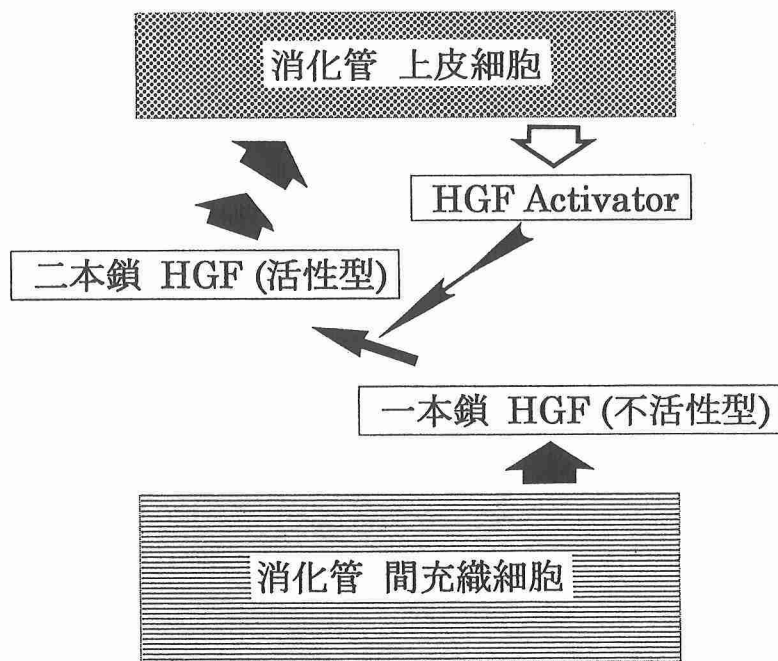 消化管 上皮細胞
HGF Activator
二本鎖 HGF (活性型)
一本鎖 HGF (不活性型)
消化管 間充織細胞